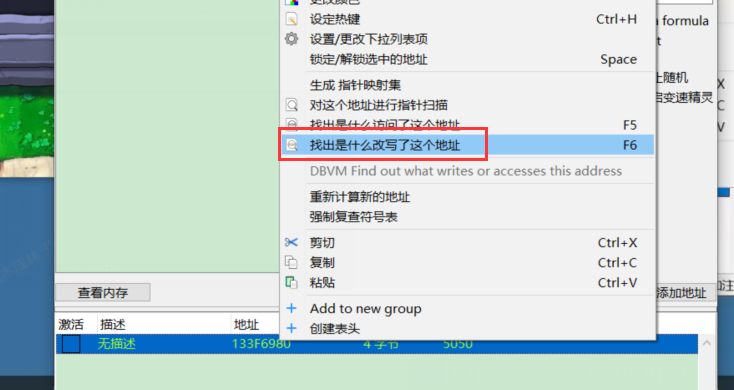 更改颜色
设定热键 Ctrl+H
设置/更改下拉列表项
锁定/解锁选中的地址 Space
生成 指针映射集
对这个地址进行指针扫描
找出是什么访问了这个地址 F5
找出是什么改写了这个地址 F6
DBVM Find out what writes or accesses this address
重新计算新的地址
强制复查符号表
剪切 Ctrl+X
复制 Ctrl+C
粘贴 Ctrl+V
Add to new group
创建表头
formula
止随机
启变速精灵
X
C
V
查看内存
添加地址
激活 描述 地址
无描述 133F6980 4 字节 5050